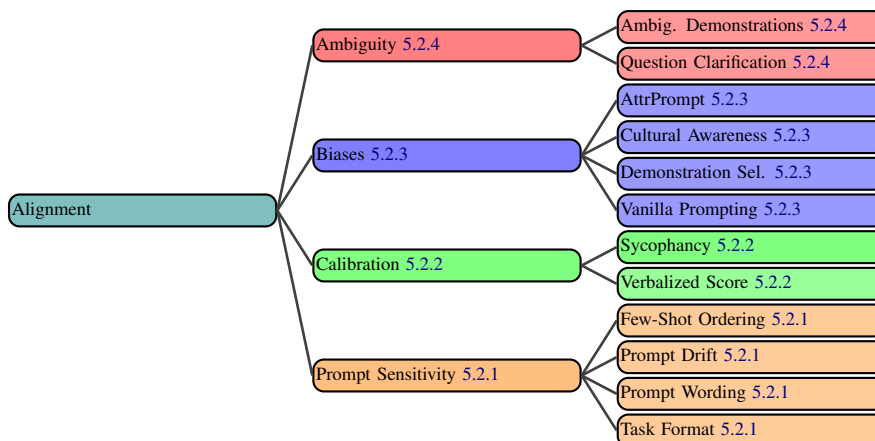 Ambig. Demonstrations 5.2.4
Ambiguity 5.2.4
Question Clarification 5.2.4
AttrPrompt 5.2.3
Cultural Awareness 5.2.3
Biases 5.2.3
Demonstration Sel. 5.2.3
Vanilla Prompting 5.2.3
Alignment
Sycophancy 5.2.2
Calibration 5.2.2
Verbalized Score 5.2.2
Few-Shot Ordering 5.2.1
Prompt Drift 5.2.1
Prompt Sensitivity 5.2.1
Prompt Wording 5.2.1
Task Format 5.2.1